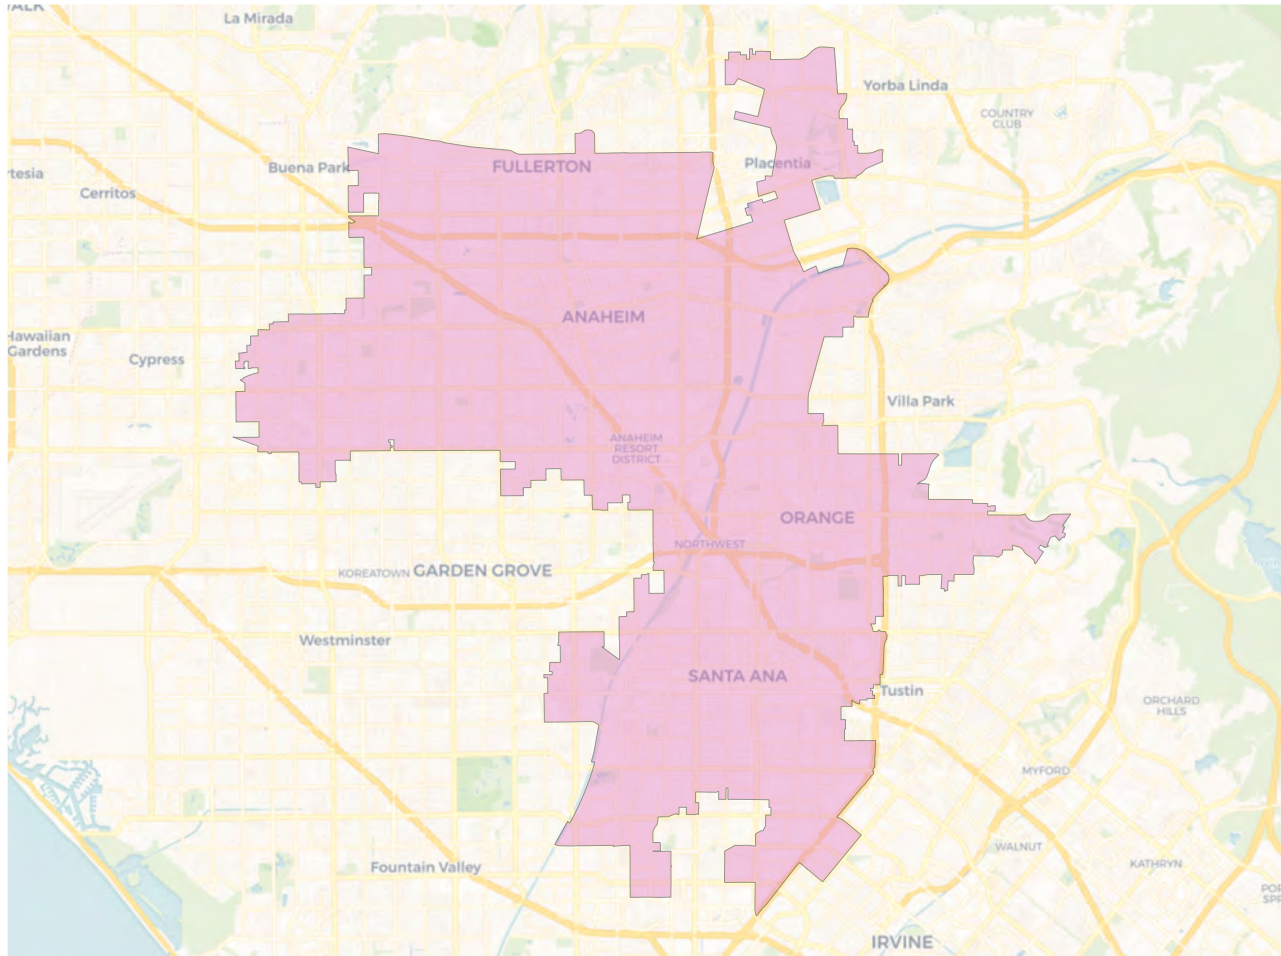 La Mirada
Yorba Linda
COUNTRY
CLUB
Buena Park
FULLERTON
Placentia
Cerritos
ANAHEIM
Hawaiian
Gardens
Cypress
Villa Park
ANAHEIM
RESORT
DISTRICT
ORANGE
NORTHWEST
KOREATOWN
GARDEN GROVE
Westminster
SANTA ANA
Tustin
ORCHARD
HILLS
MYFORD
WALNUT
KATHRYN
Fountain Valley
IRVINE